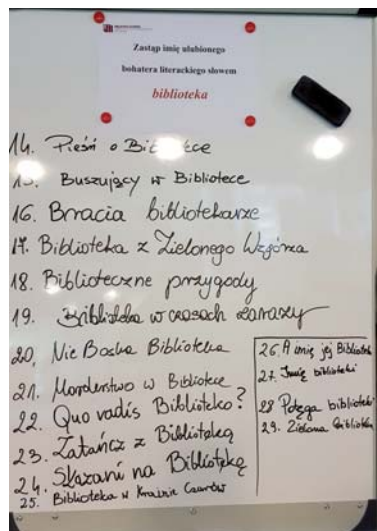 Zastąp imię ulubionego
bohatera literackiego słowem
biblioteka
14. Pieśń o Bibliotece
15. Buszujący w Bibliotece
16. Bracia bibliotekarze
17. Biblioteka z Zielonego Wzgórza
18. Biblioteczne przygody
19. Biblioteka w czasach zarazy
20. Nie Boska Biblioteka
21. Morderstwo w Bibliotece
22. Quo vadis Biblioteko?
23. Zatańcz z Biblioteką
24. Skazani na Bibliotekę
25. Biblioteka w Krainie Czarów
26. A imię jej Biblioteka
27. Imię biblioteki
28 Potęga biblioteki
29. Zielona biblioteka